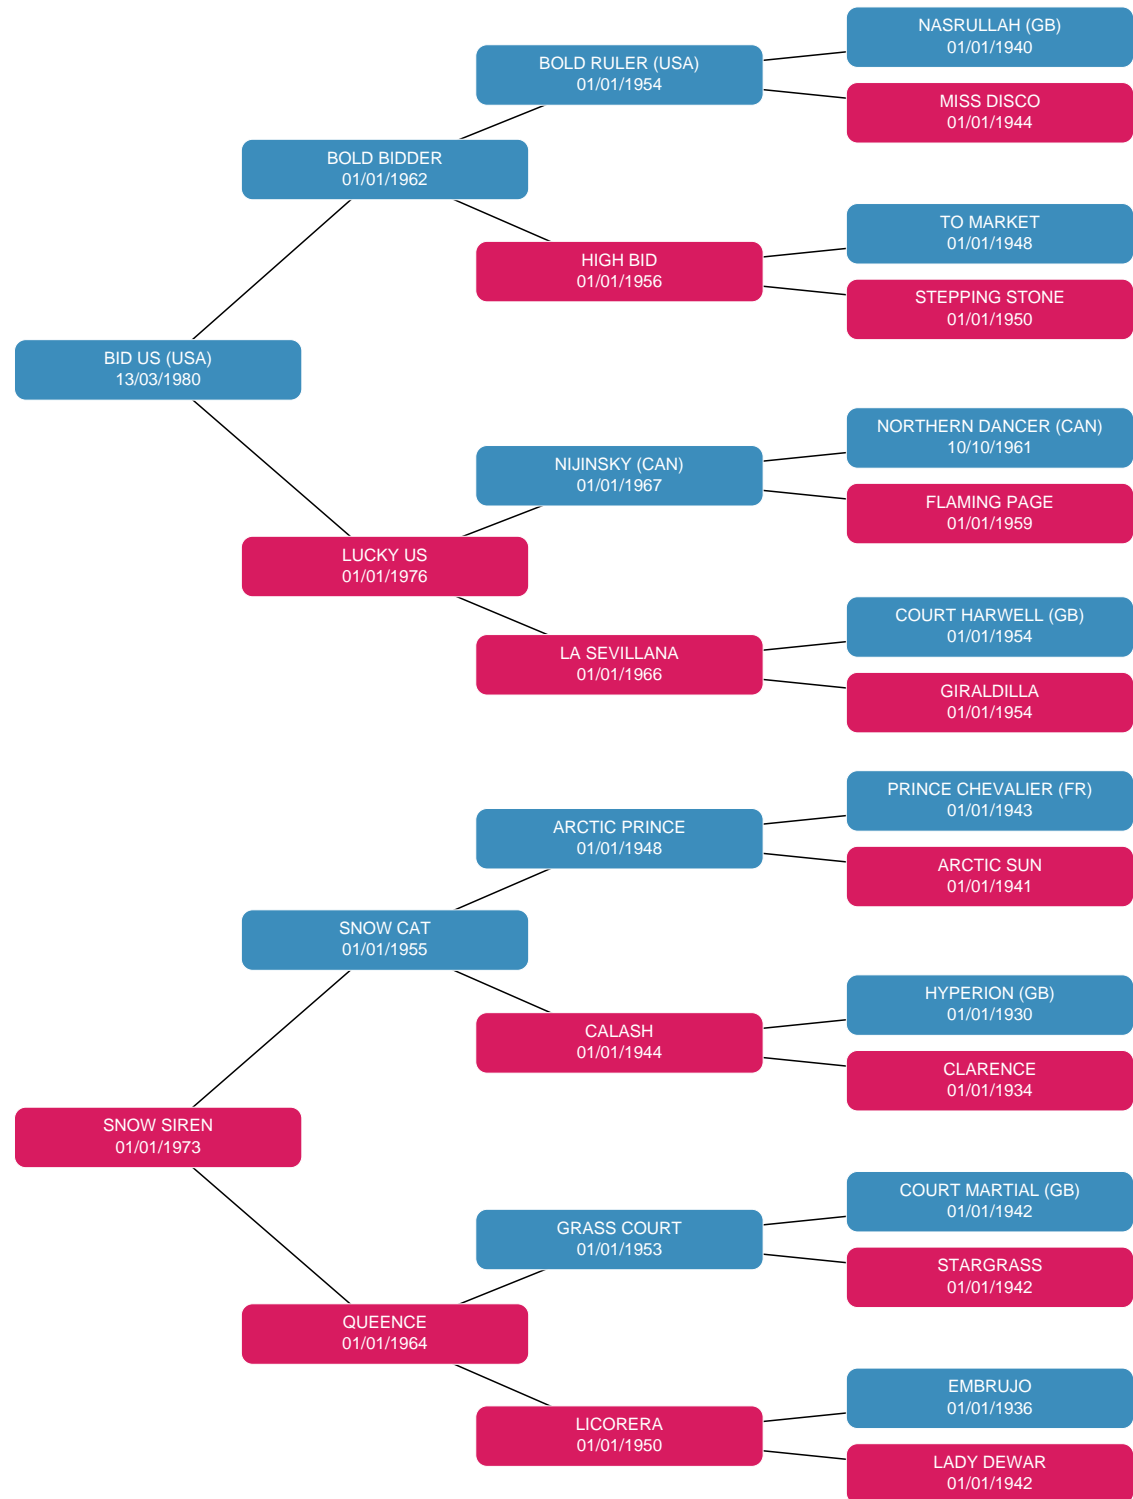 NASRULLAH (GB)
01/01/1940
BOLD RULER (USA)
01/01/1954
MISS DISCO
01/01/1944
BOLD BIDDER
01/01/1962
TO MARKET
01/01/1948
HIGH BID
01/01/1956
STEPPING STONE
01/01/1950
BID US (USA)
13/03/1980
NORTHERN DANCER (CAN)
10/10/1961
NIJINSKY (CAN)
01/01/1967
FLAMING PAGE
01/01/1959
LUCKY US
01/01/1976
COURT HARWELL (GB)
01/01/1954
LA SEVILLANA
01/01/1966
GIRALDILLA
01/01/1954
PRINCE CHEVALIER (FR)
01/01/1943
ARCTIC PRINCE
01/01/1948
ARCTIC SUN
01/01/1941
SNOW CAT
01/01/1955
HYPERION (GB)
01/01/1930
CALASH
01/01/1944
CLARENCE
01/01/1934
SNOW SIREN
01/01/1973
COURT MARTIAL (GB)
01/01/1942
GRASS COURT
01/01/1953
STARGRASS
01/01/1942
QUEENCE
01/01/1964
EMBRUJO
01/01/1936
LICORERA
01/01/1950
LADY DEWAR
01/01/1942